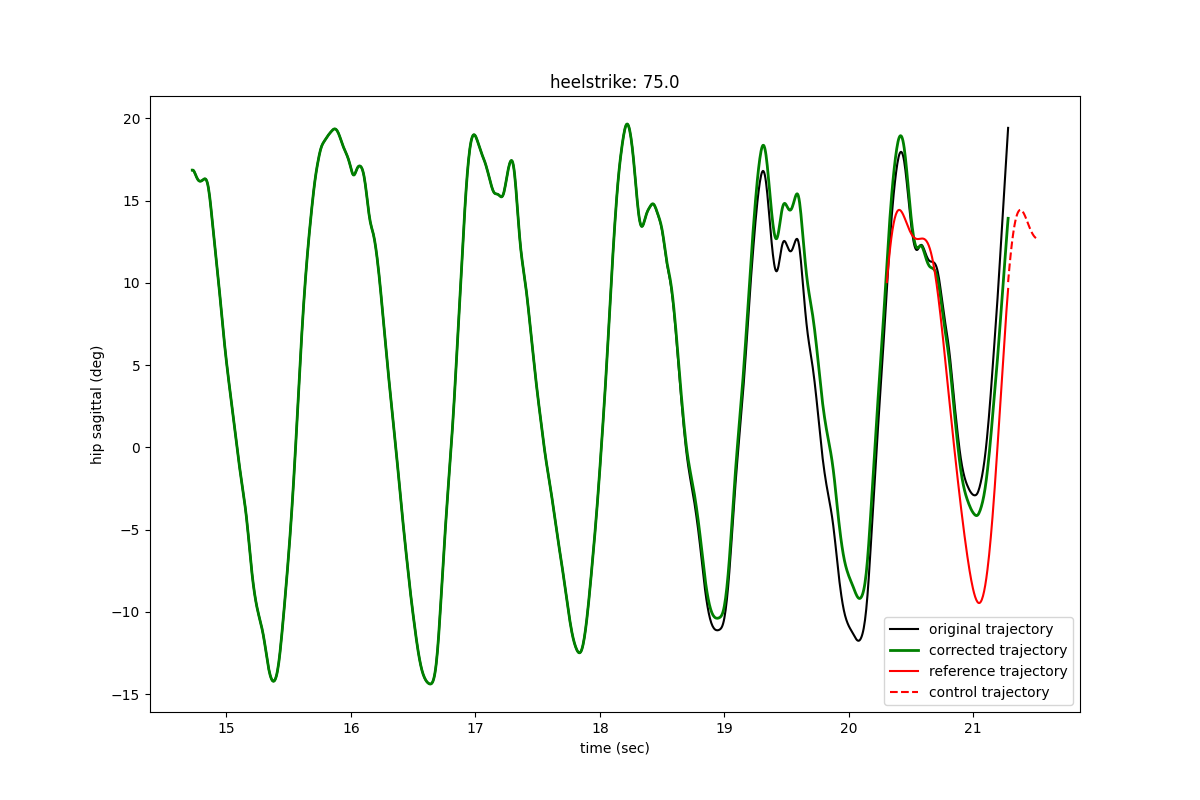 heelstrike: 75.0
hip sagittal (deg)
20
15
10
5
0
−5
−10
−15
15 16 17 18 19 20 21
time (sec)
original trajectory
corrected trajectory
reference trajectory
control trajectory